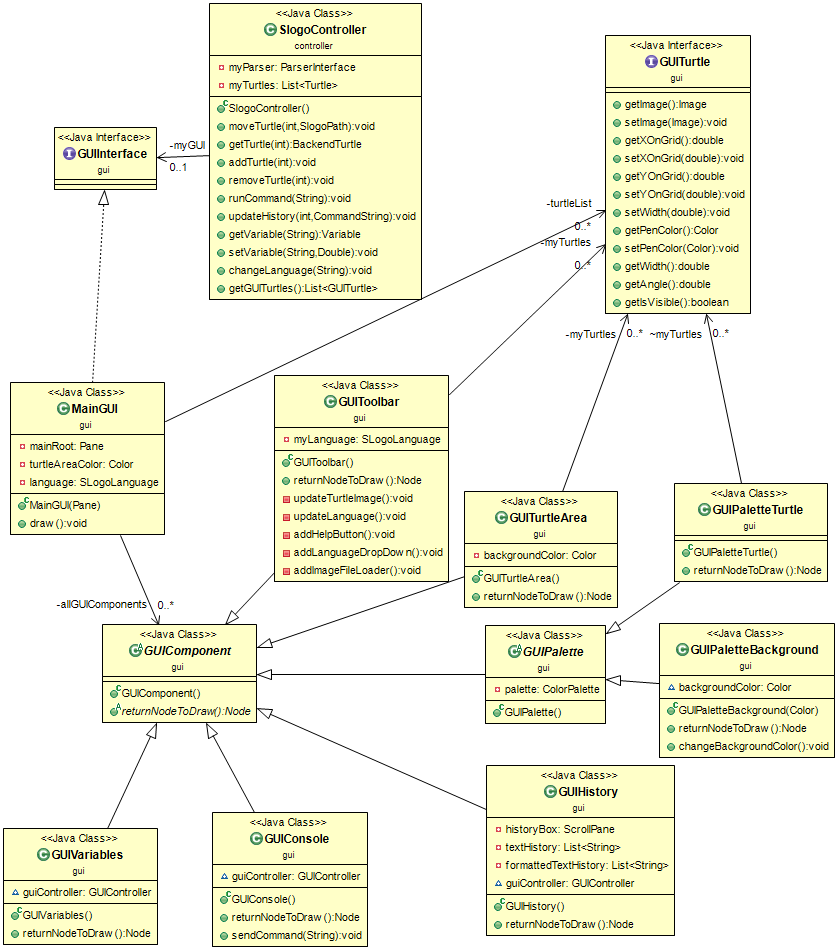 <<Java Class>>
SlogoController
controller
myParser: ParserInterface
myTurtles: List<Turtle>
SlogoController()
moveTurtle(int,SlogoPath):void
getTurtle(int):BackendTurtle
addTurtle(int):void
removeTurtle(int):void
runCommand(String):void
updateHistory(int,CommandString):void
getVariable(String):Variable
setVariable(String,Double):void
changeLanguage(String):void
getGUITurtles():List<GUITurtle>
<<Java Interface>>
GUITurtle
gui
getImage():Image
setImage(Image):void
getXOnGrid():double
setXOnGrid(double):void
getYOnGrid():double
setYOnGrid(double):void
setWidth(double):void
getPenColor():Color
setPenColor(Color):void
getWidth():double
getAngle():double
getIsVisible():boolean
<<Java Interface>>
GUIInterface
gui
-myGUI
0..1
-turtleList
0..*
-myTurtles
0..*
-myTurtles
0..*
~myTurtles
0..*
<<Java Class>>
MainGUI
gui
mainRoot: Pane
turtleAreaColor: Color
language: SLogoLanguage
MainGUI(Pane)
draw():void
<<Java Class>>
GUIToolbar
gui
myLanguage: SLogoLanguage
GUIToolbar()
returnNodeToDraw():Node
updateTurtleImage():void
updateLanguage():void
addHelpButton():void
addLanguageDropDown():void
addImageFileLoader():void
<<Java Class>>
GUITurtleArea
gui
backgroundColor: Color
GUITurtleArea()
returnNodeToDraw():Node
<<Java Class>>
GUIPaletteTurtle
gui
GUIPaletteTurtle()
returnNodeToDraw():Node
-allGUIComponents
0..*
<<Java Class>>
GUIComponent
gui
GUIComponent()
returnNodeToDraw():Node
<<Java Class>>
GUIPalette
gui
palette: ColorPalette
GUIPalette()
<<Java Class>>
GUIPaletteBackground
gui
backgroundColor: Color
GUIPaletteBackground(Color)
returnNodeToDraw():Node
changeBackgroundColor():void
<<Java Class>>
GUIVariables
gui
guiController: GUIController
GUIVariables()
returnNodeToDraw():Node
<<Java Class>>
GUIConsole
gui
guiController: GUIController
GUIConsole()
returnNodeToDraw():Node
sendCommand(String):void
<<Java Class>>
GUIHistory
gui
historyBox: ScrollPane
textHistory: List<String>
formattedTextHistory: List<String>
guiController: GUIController
GUIHistory()
returnNodeToDraw():Node